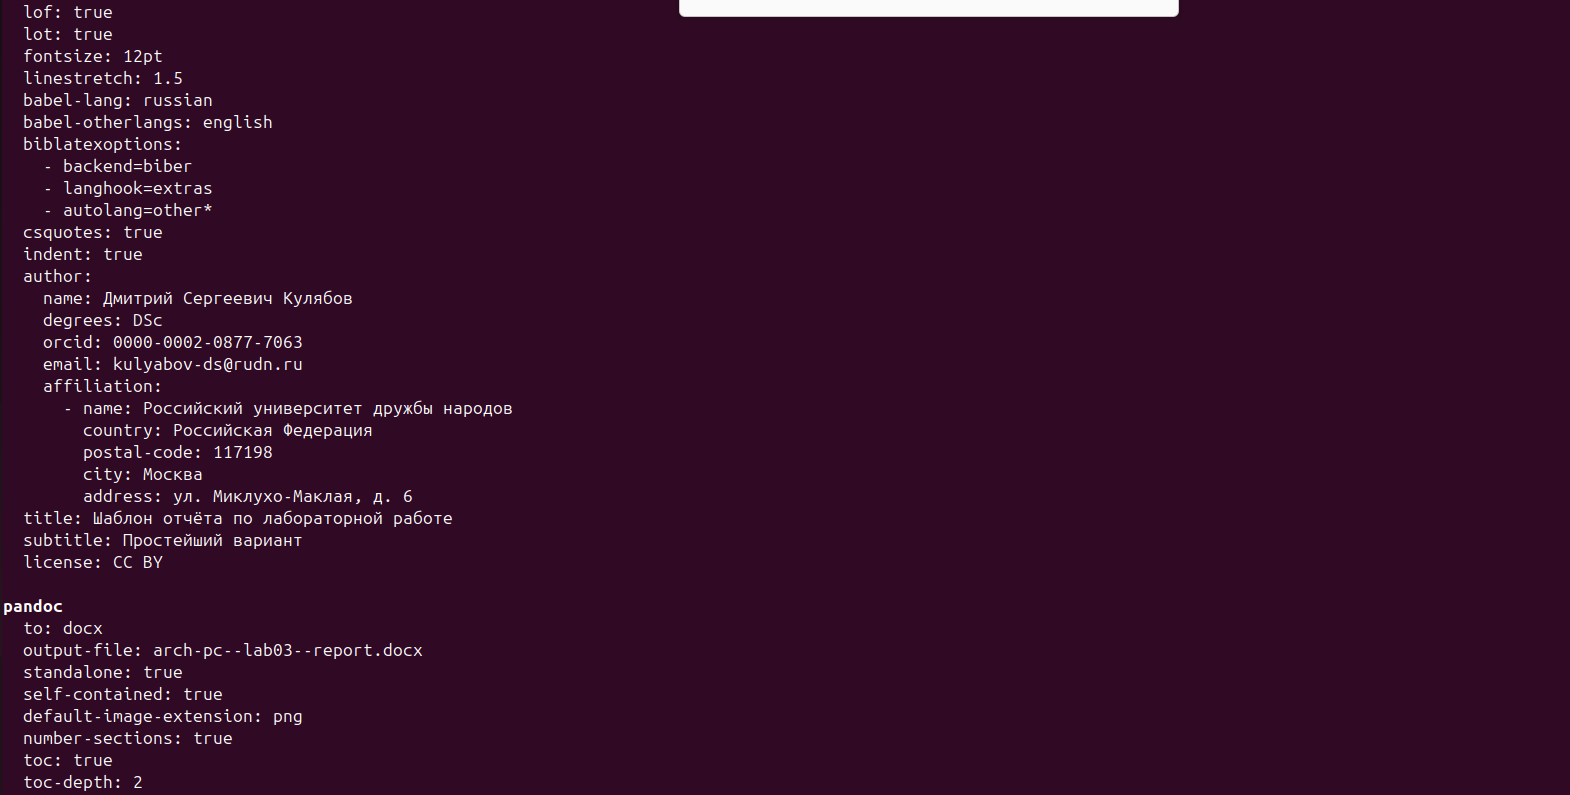 lof: true
lot: true
fontsize: 12pt
linestretch: 1.5
babel-lang: russian
babel-otherlangs: english
biblatexoptions:
- backend=biber
- langhook=extras
- autolang=other*
csquotes: true
indent: true
author:
name: Дмитрий Сергеевич Кулябов
degrees: DSc
orcid: 0000-0002-0877-7063
email: kulyabov-ds@rudn.ru
affiliation:
- name: Российский университет дружбы народов
country: Российская Федерация
postal-code: 117198
city: Москва
address: ул. Миклухо-Маклая, д. 6
title: Шаблон отчёта по лабораторной работе
subtitle: Простейший вариант
license: CC BY
pandoc
to: docx
output-file: arch-pc--lab03--report.docx
standalone: true
self-contained: true
default-image-extension: png
number-sections: true
toc: true
toc-depth: 2